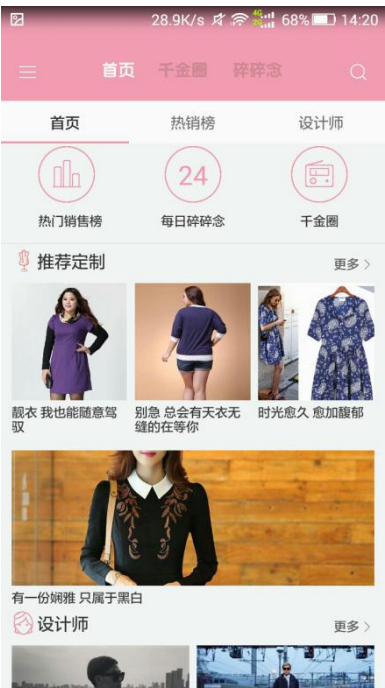 28.9K/s 4G 2G 68% 14:20
首页 千金圈 碎碎念
首页 热销榜 设计师
24
热门销售榜 每日碎碎念 千金圈
推荐定制 更多
靓衣 我也能随意驾
驭
别急 总会有天衣无
缝的在等你
时光愈久 愈加馥郁
有一份娴雅 只属于黑白
设计师 更多